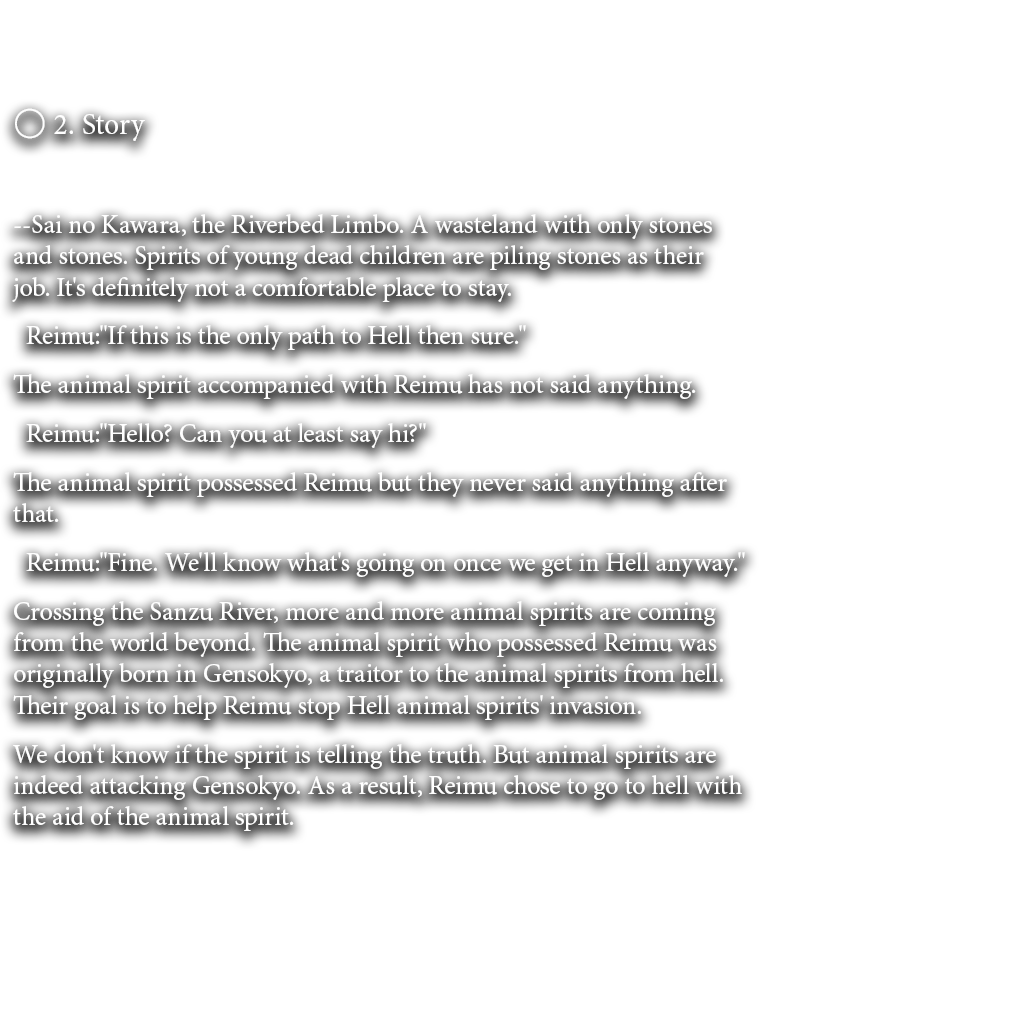 ○ 2. Story
--Sai no Kawara, the Riverbed Limbo. A wasteland with only stones
and stones. Spirits of young dead children are piling stones as their
job. It's definitely not a comfortable place to stay.
Reimu:"If this is the only path to Hell then sure."
The animal spirit accompanied with Reimu has not said anything.
Reimu:"Hello? Can you at least say hi?"
The animal spirit possessed Reimu but they never said anything after
that.
Reimu:"Fine. We'll know what's going on once we get in Hell anyway."
Crossing the Sanzu River, more and more animal spirits are coming
from the world beyond. The animal spirit who possessed Reimu was
originally born in Gensokyo, a traitor to the animal spirits from hell.
Their goal is to help Reimu stop Hell animal spirits' invasion.
We don't know if the spirit is telling the truth. But animal spirits are
indeed attacking Gensokyo. As a result, Reimu chose to go to hell with
the aid of the animal spirit.